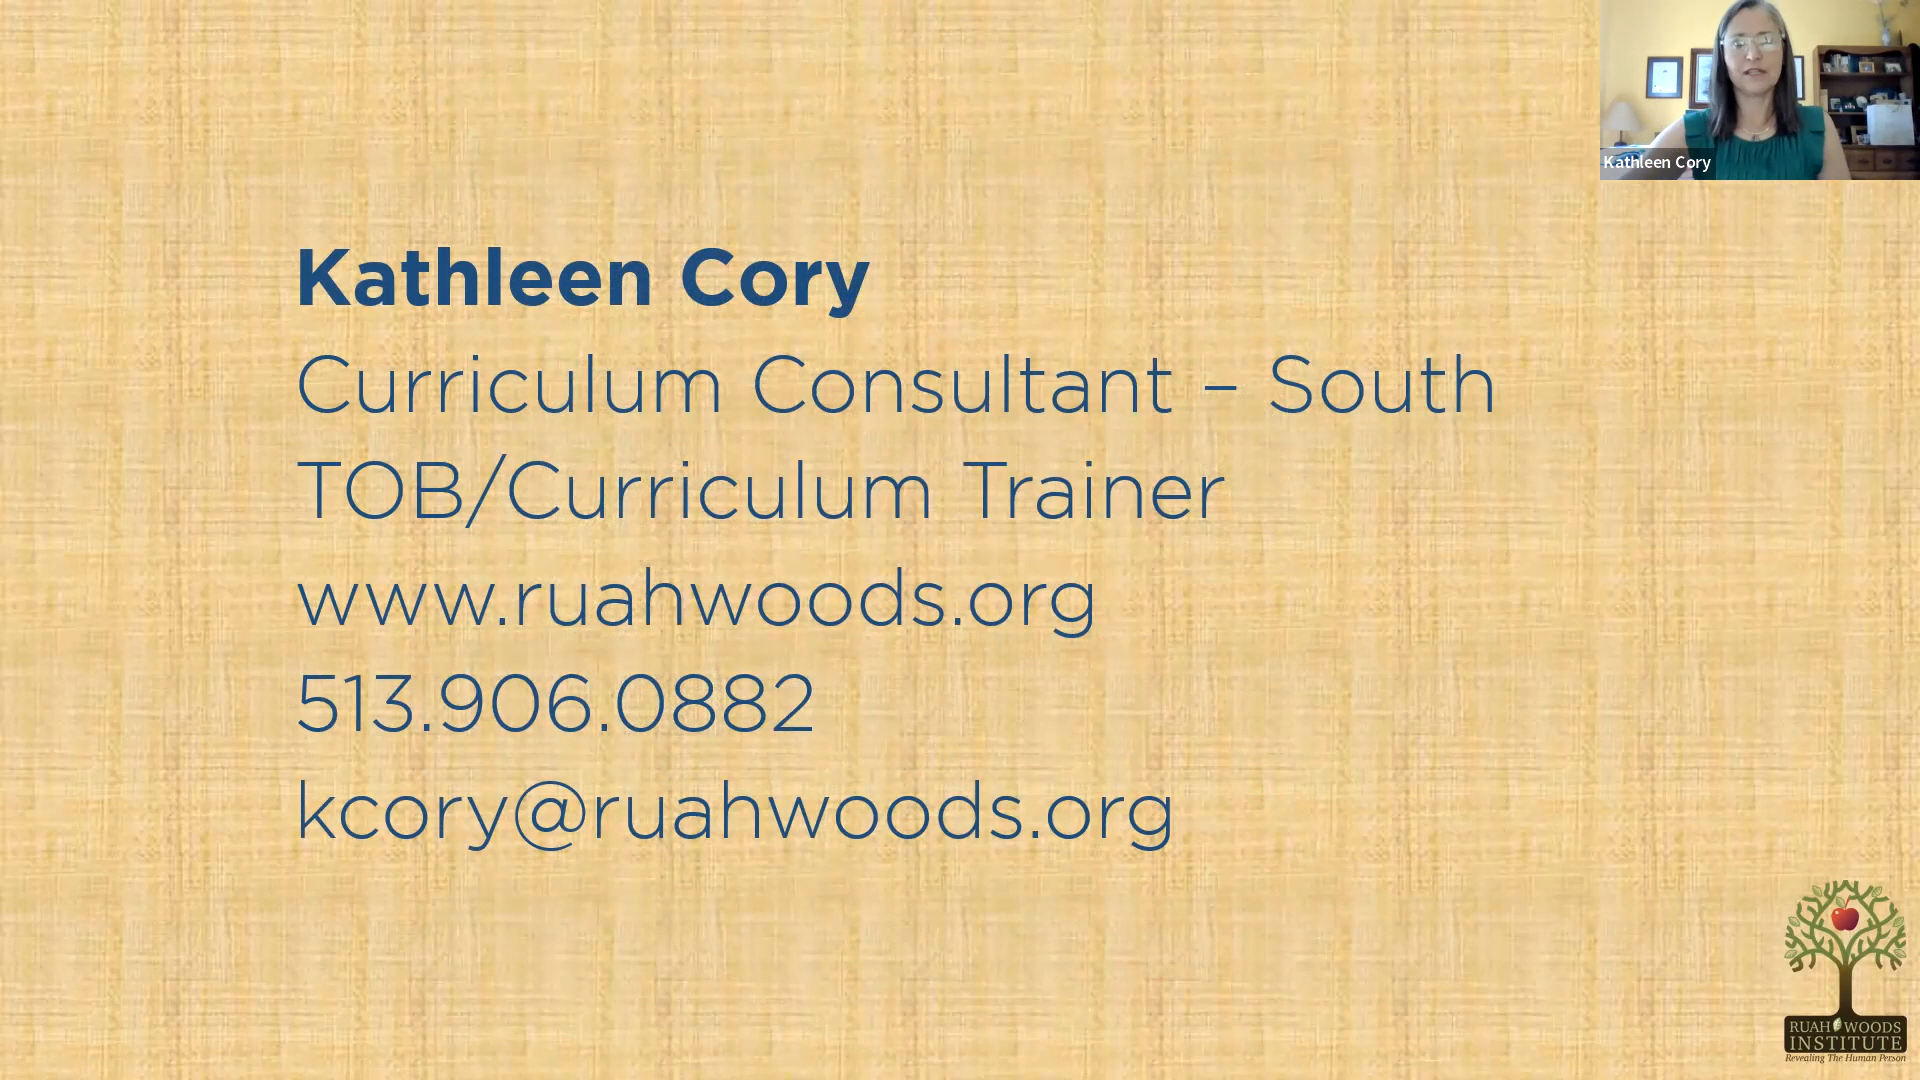 Kathleen Cory
Kathleen Cory
Curriculum Consultant – South
TOB/Curriculum Trainer
www.ruahwoods.org
513.906.0882
kcory@ruahwoods.org
RUAH WOODS
INSTITUTE
Revealing The Human Person